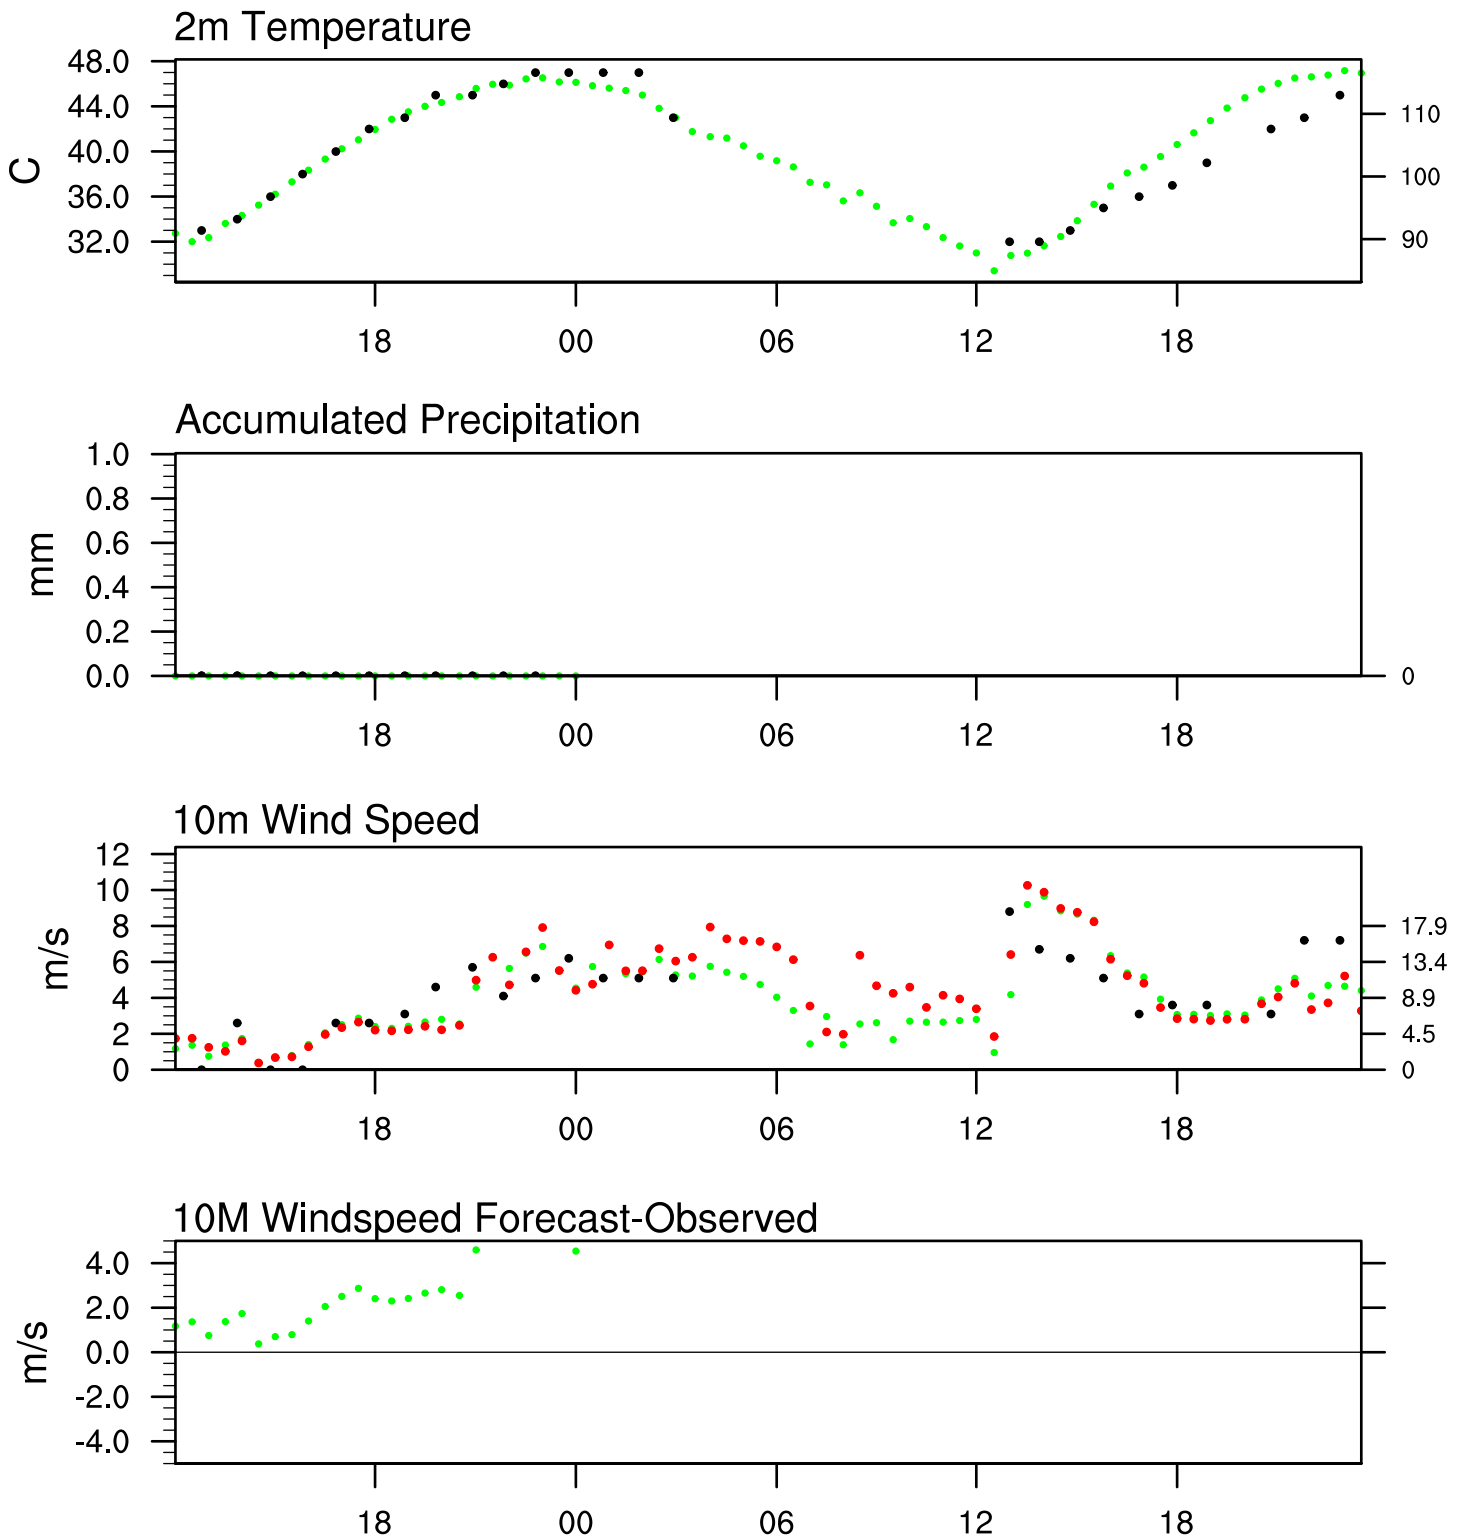 2m Temperature
48.0
44.0
40.0
36.0
32.0
C
110
100
90
18 00 06 12 18
Accumulated Precipitation
1.0
0.8
0.6
0.4
0.2
0.0
mm
0
18 00 06 12 18
10m Wind Speed
12
10
8
6
4
2
0
m/s
17.9
13.4
8.9
4.5
0
18 00 06 12 18
10M Windspeed Forecast-Observed
4.0
2.0
0.0
-2.0
-4.0
m/s
18 00 06 12 18